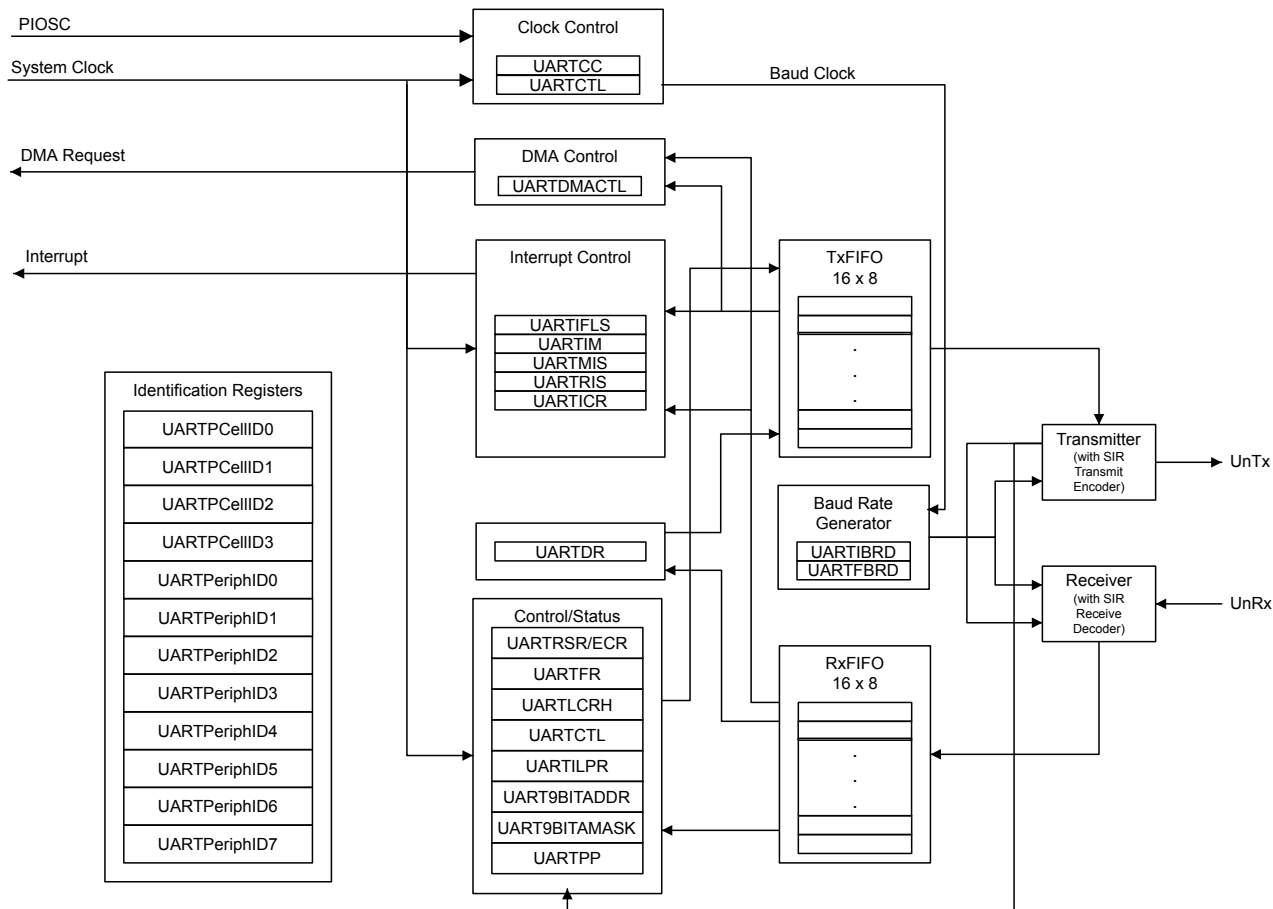 PIOSC
Clock Control
System Clock
UARTCC
UARTCTL
Baud Clock
DMA Request
DMA Control
UARTDMACTL
Interrupt
Interrupt Control
UARTIFLS
UARTIM
UARTMIS
UARTRIS
UARTICR
TxFIFO
16 x 8
.
.
.
Identification Registers
UARTPCellID0
UARTPCellID1
UARTPCellID2
UARTPCellID3
UARTPeriphID0
UARTPeriphID1
UARTPeriphID2
UARTPeriphID3
UARTPeriphID4
UARTPeriphID5
UARTPeriphID6
UARTPeriphID7
Transmitter
(with SIR
Transmit
Encoder)
UnTx
Baud Rate
Generator
UARTIBRD
UARTFBRD
UARTDR
Receiver
(with SIR
Receive
Decoder)
UnRx
Control/Status
UARTRSR/ECR
UARTFR
UARTLCRH
UARTCTL
UARTILPR
UART9BITADDR
UART9BITAMASK
UARTPP
RxFIFO
16 x 8
.
.
.